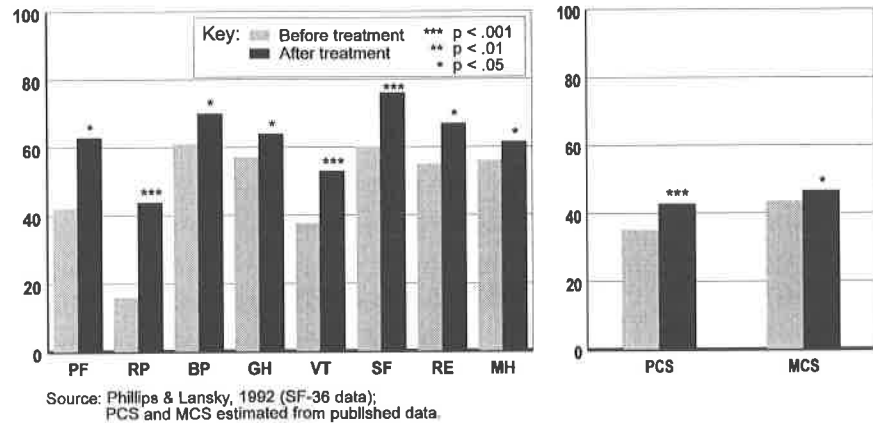 100
80
60
40
20
0
Key: Before treatment *** p < .001
After treatment ** p < .01
* p < .05
* *** * * *** *** * *
PF RP BP GH VT SF RE MH
100
80
60
40
20
0
*** *
PCS MCS
Source: Phillips & Lansky, 1992 (SF-36 data);
PCS and MCS estimated from published data.